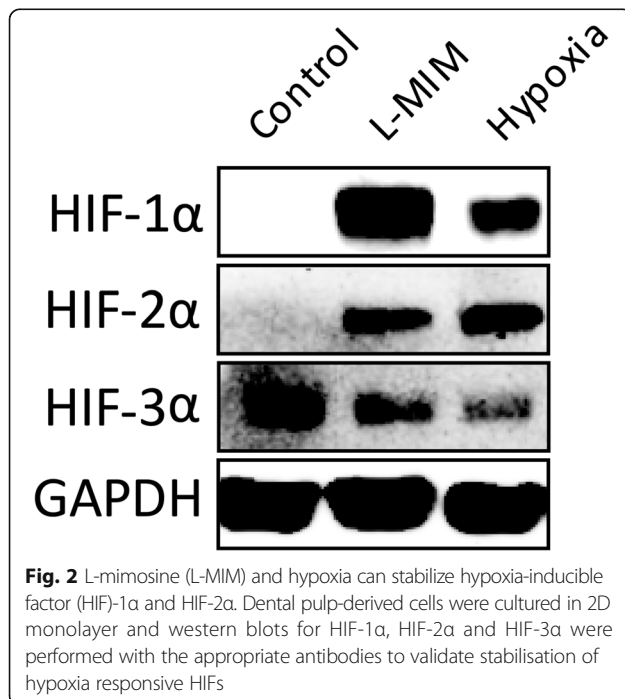 Control L-MIM Hypoxia
HIF-1α
HIF-2α
HIF-3α
GAPDH
Fig. 2 L-mimosine (L-MIM) and hypoxia can stabilize hypoxia-inducible
factor (HIF)-1α and HIF-2α. Dental pulp-derived cells were cultured in 2D
monolayer and western blots for HIF-1α, HIF-2α and HIF-3α were
performed with the appropriate antibodies to validate stabilisation of
hypoxia responsive HIFs